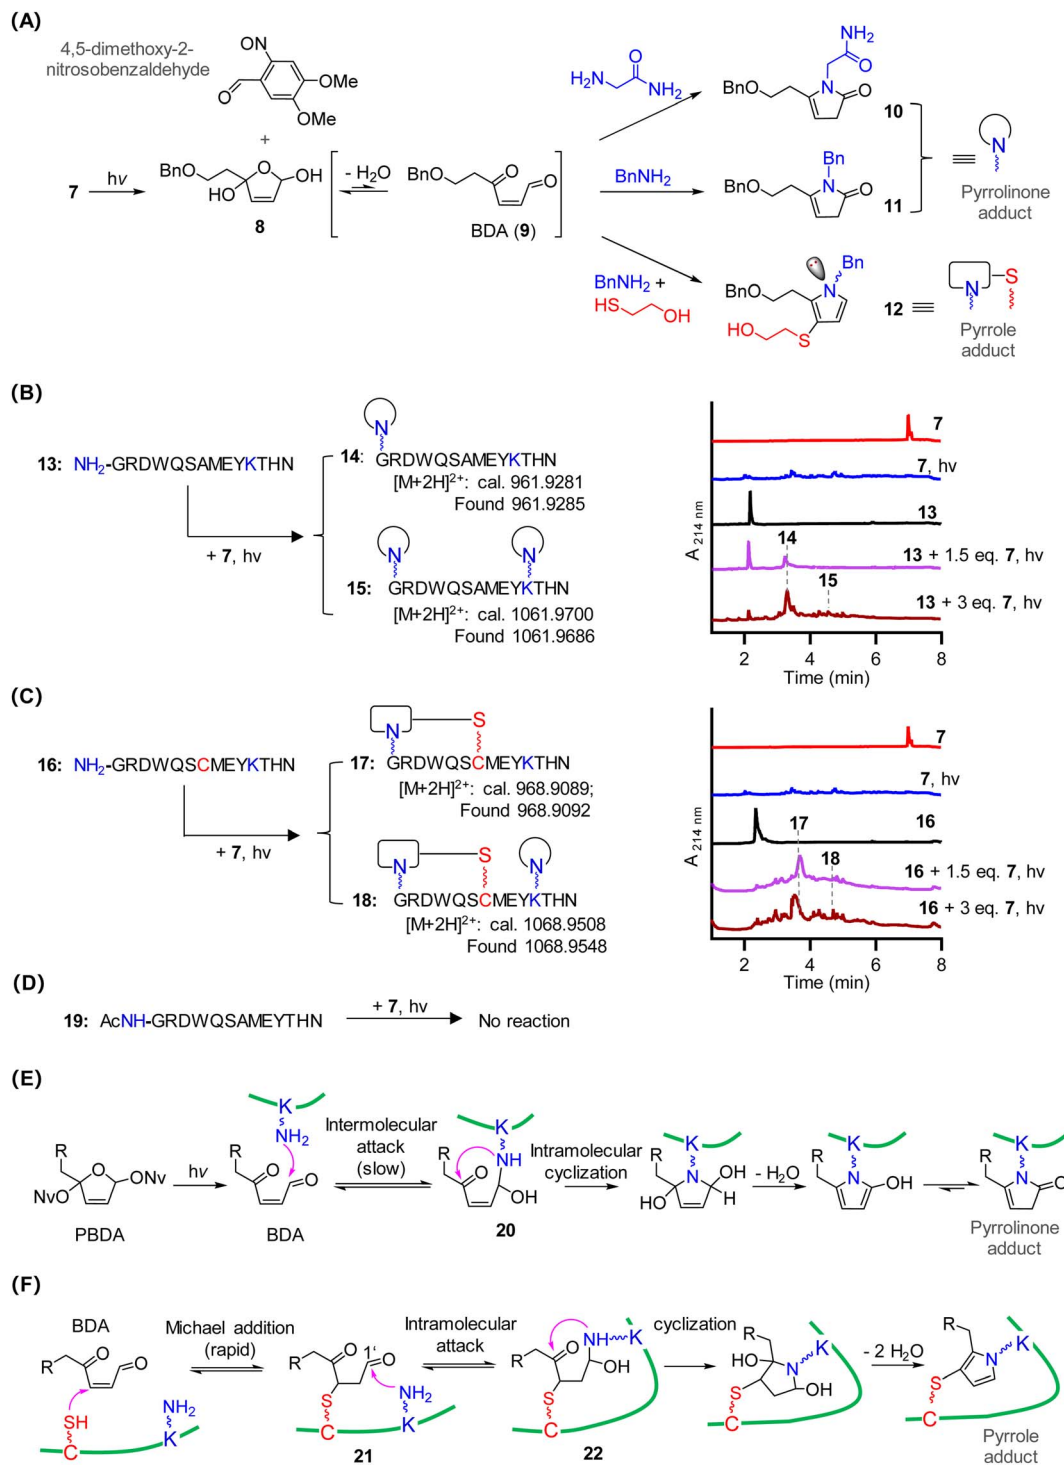 (A)
4,5-dimethoxy-2-
nitrosobenzaldehyde
ON
O
OMe
OMe
+
7
hν
BnO
O
OH
HO
8
- H₂O
BnO
O
O
BDA (9)
H₂N
O
NH₂
BnNH₂
BnNH₂ +
HS
OH
NH₂
O
N
BnO
O
10
Bn
N
BnO
O
11
N
Pyrrolinone
adduct
Bn
N
BnO
HO
S
12
N
S
Pyrrole
adduct
(B)
13: NH₂-GRDWQSAMEYKTHN
+ 7, hν
N
14: GRDWQSAMEYKTHN
[M+2H]²⁺: cal. 961.9281
Found 961.9285
N
N
15: GRDWQSAMEYKTHN
[M+2H]²⁺: cal. 1061.9700
Found 1061.9686
A 214 nm
7
7, hv
13
14
13 + 1.5 eq. 7, hv
15
13 + 3 eq. 7, hv
2 4 6 8
Time (min)
(C)
16: NH₂-GRDWQSCMEYKTHN
+ 7, hν
N
S
17: GRDWQSCMEYKTHN
[M+2H]²⁺: cal. 968.9089;
Found 968.9092
N
S
N
18: GRDWQSCMEYKTHN
[M+2H]²⁺: cal. 1068.9508
Found 1068.9548
A 214 nm
7
7, hv
16
17
18
16 + 1.5 eq. 7, hv
16 + 3 eq. 7, hv
2 4 6 8
Time (min)
(D)
19: AcNH-GRDWQSAMEYTHN
+ 7, hν
No reaction
(E)
R
O
ONv
NvO
PBDA
hν
K
NH₂
R
O
O
BDA
Intermolecular
attack
(slow)
K
NH
R
O
OH
20
Intramolecular
cyclization
K
R
N
OH
HO
H
- H₂O
K
R
N
OH
K
R
N
O
Pyrrolinone
adduct
(F)
BDA
R
O
O
SH
NH₂
C
K
Michael addition
(rapid)
R
O
O
1'
S
NH₂
C
K
21
Intramolecular
attack
O
NH
K
R
OH
S
C
22
cyclization
R
HO
N
K
S
OH
C
- 2 H₂O
R
N
K
S
C
Pyrrole
adduct